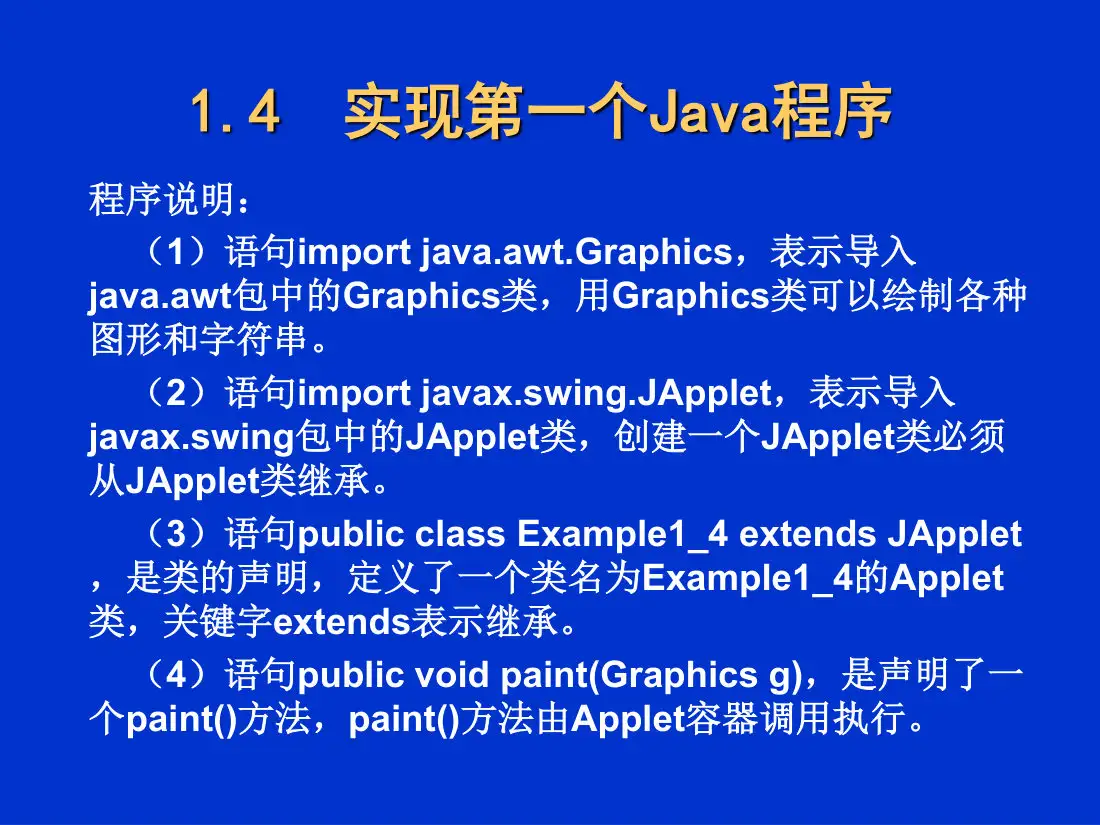 1.4 实现第一个Java程序
程序说明：
（1）语句import java.awt.Graphics，表示导入
java.awt包中的Graphics类，用Graphics类可以绘制各种
图形和字符串。
（2）语句import javax.swing.JApplet，表示导入
javax.swing包中的JApplet类，创建一个JApplet类必须
从JApplet类继承。
（3）语句public class Example1_4 extends JApplet
，是类的声明，定义了一个类名为Example1_4的Applet
类，关键字extends表示继承。
（4）语句public void paint(Graphics g)，是声明了一
个paint()方法，paint()方法由Applet容器调用执行。